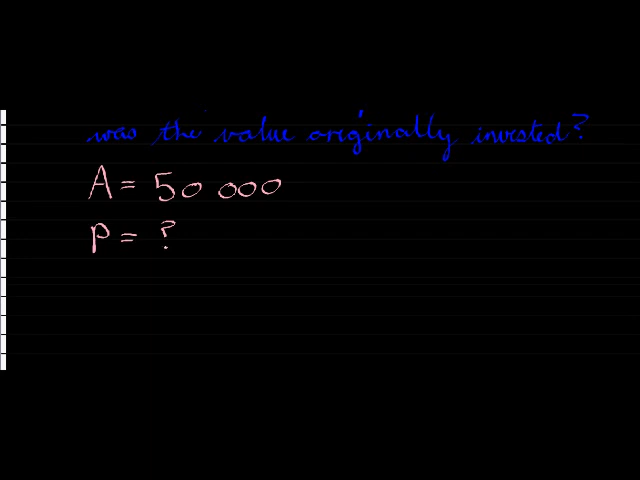 was the value originally invested?
A = 50 000
P = ?